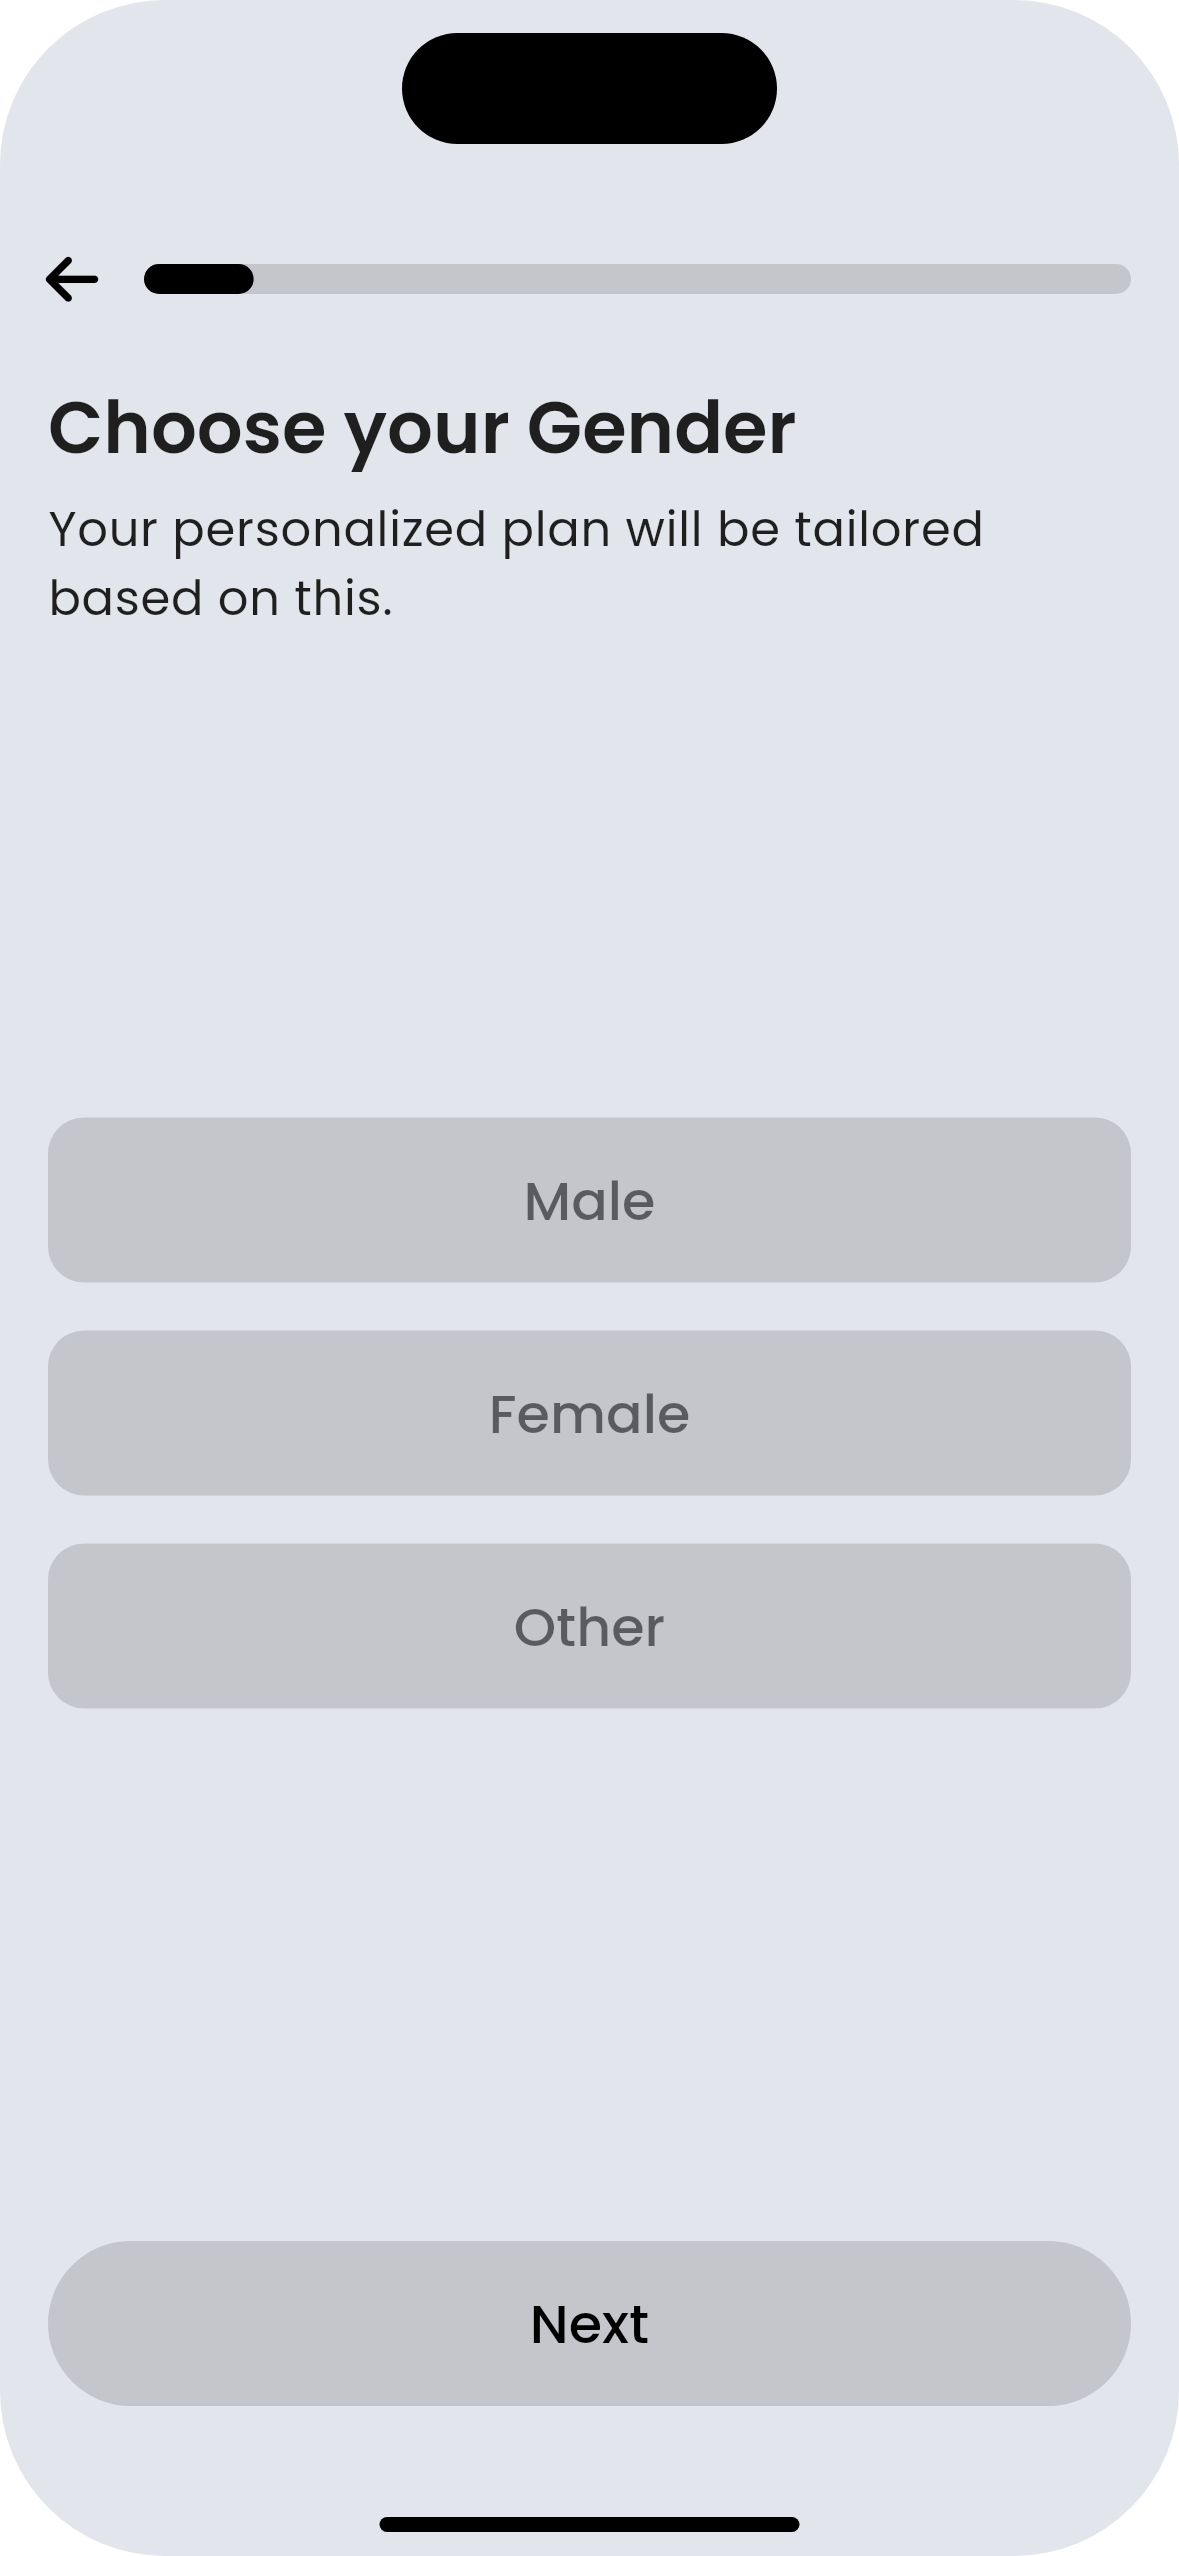 Choose your Gender
Your personalized plan will be tailored
based on this.
Male
Female
Other
Next